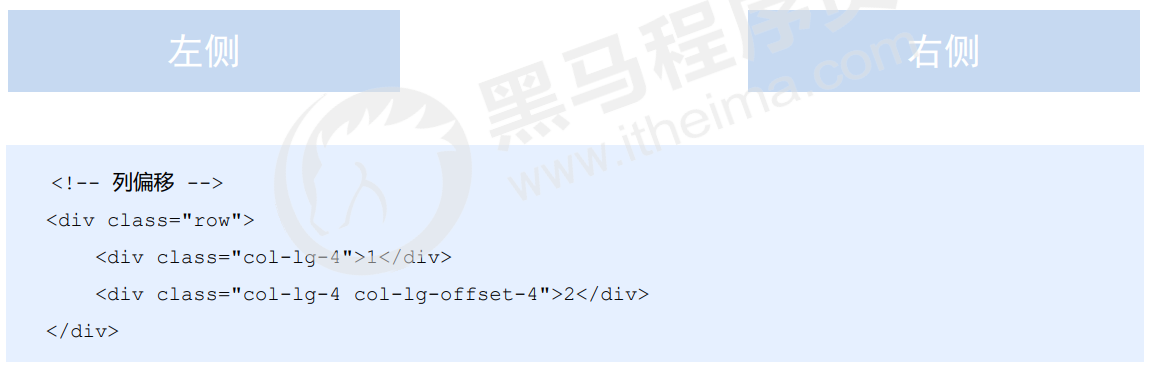 左侧 右侧
黑马程序员
www.itheima.com
<!-- 列偏移 -->
<div class="row">
    <div class="col-lg-4">1</div>
    <div class="col-lg-4 col-lg-offset-4">2</div>
</div>